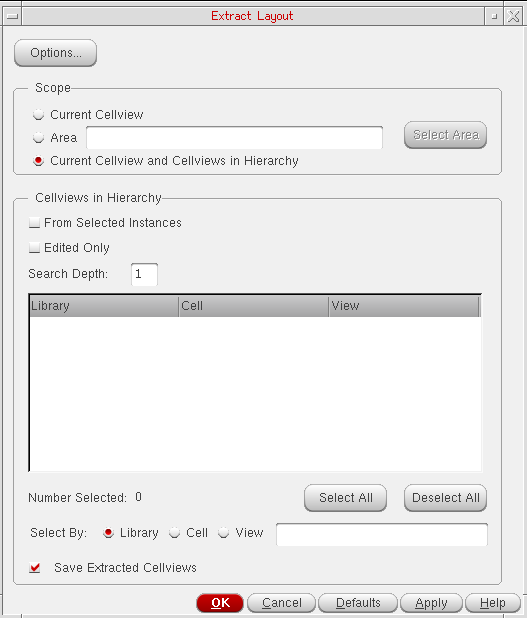 Extract Layout
Options...
Scope
Current Cellview
Area
Select Area
Current Cellview and Cellviews in Hierarchy
Cellviews in Hierarchy
From Selected Instances
Edited Only
Search Depth: 1
Library Cell View
Number Selected: 0 Select All Deselect All
Select By: Library Cell View
Save Extracted Cellviews
OK Cancel Defaults Apply Help